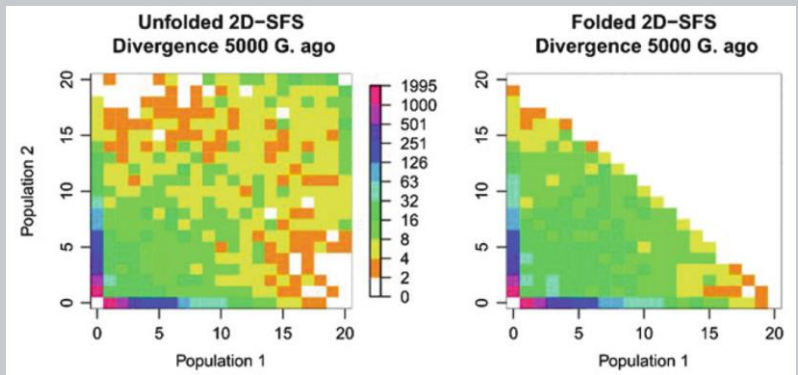 Unfolded 2D−SFS
Divergence 5000 G. ago
Population 2
20
15
10
5
0
0 5 10 15 20
Population 1
1995
1000
501
251
126
63
32
16
8
4
2
0
Folded 2D−SFS
Divergence 5000 G. ago
20
15
10
5
0
0 5 10 15 20
Population 1